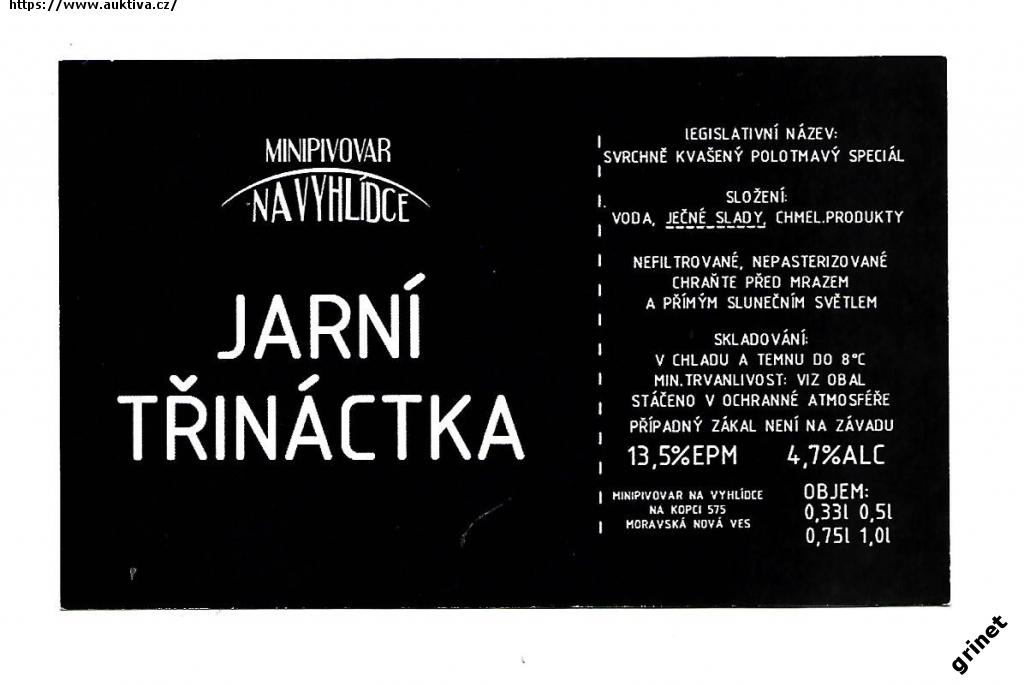 https://www.auktiva.cz/
MINIPIVOVAR
NA VYHLÍDCE
JARNÍ
TŘINÁCTKA
LEGISLATIVNÍ NÁZEV:
SVRCHNĚ KVAŠENÝ POLOTMAVÝ SPECIÁL
SLOŽENÍ:
VODA, JEČNÉ SLADY, CHMEL.PRODUKTY
NEFILTROVANÉ, NEPASTERIZOVANÉ
CHRAŇTE PŘED MRAZEM
A PŘÍMÝM SLUNEČNÍM SVĚTLEM
SKLADOVÁNÍ:
V CHLADU A TEMNU DO 8°C
MIN.TRVANLIVOST: VIZ OBAL
STÁČENO V OCHRANNÉ ATMOSFÉŘE
PŘÍPADNÝ ZÁKAL NENÍ NA ZÁVADU
13,5%EPM 4,7%ALC
MINIPIVOVAR NA VYHLÍDCE
NA KOPCI 575
MORAVSKÁ NOVÁ VES
OBJEM:
0,33l 0,5l
0,75l 1,0l
grinet